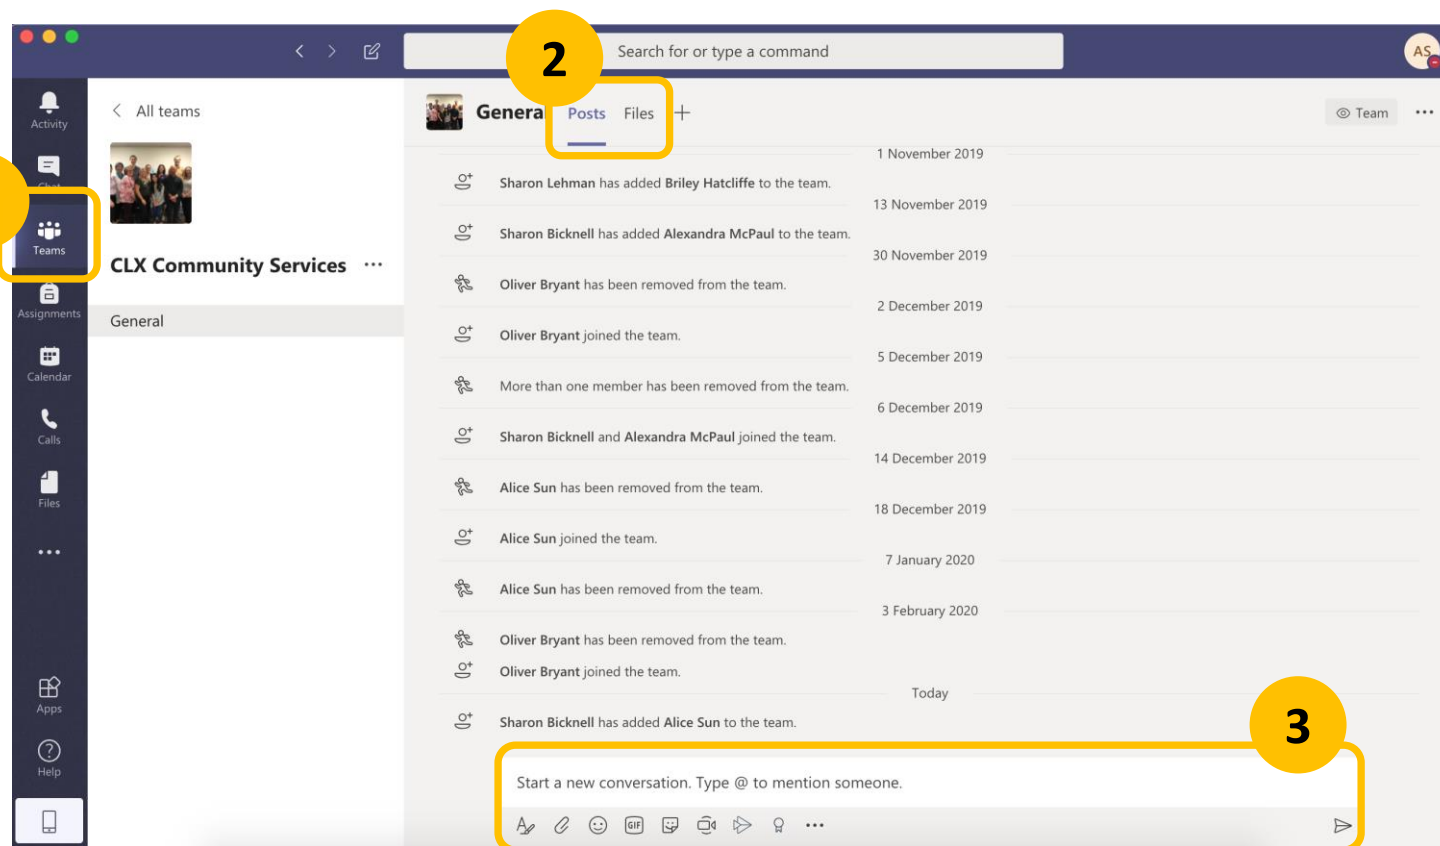 2
Search for or type a command
AS
Activity
Chat
Teams
Assignments
Calendar
Calls
Files
Apps
Help
All teams
CLX Community Services
General
General Posts Files
Team
1 November 2019
Sharon Lehman has added Briley Hatcliffe to the team.
13 November 2019
Sharon Bicknell has added Alexandra McPaul to the team.
30 November 2019
Oliver Bryant has been removed from the team.
2 December 2019
Oliver Bryant joined the team.
5 December 2019
More than one member has been removed from the team.
6 December 2019
Sharon Bicknell and Alexandra McPaul joined the team.
14 December 2019
Alice Sun has been removed from the team.
18 December 2019
Alice Sun joined the team.
7 January 2020
Alice Sun has been removed from the team.
3 February 2020
Oliver Bryant has been removed from the team.
Oliver Bryant joined the team.
Today
Sharon Bicknell has added Alice Sun to the team.
3
Start a new conversation. Type @ to mention someone.
GIF